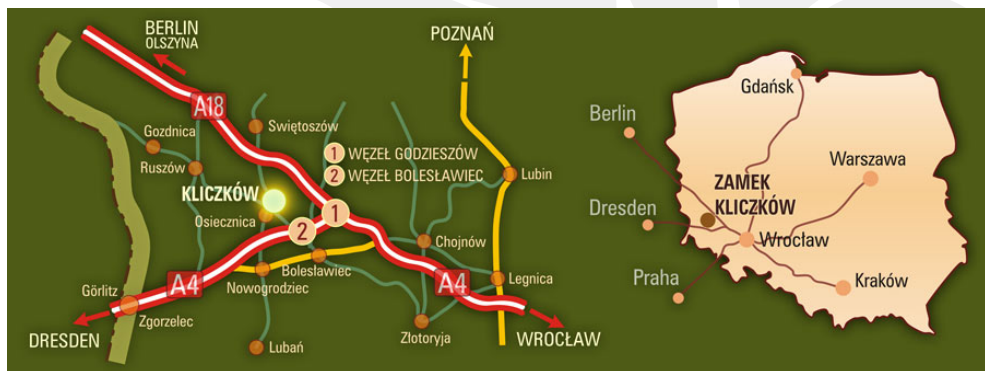 BERLIN
OLSZYNA
POZNAŃ
A18
Gozdnica
Ruszów
Swiętoszów
1 WĘZEŁ GODZIESZÓW
2 WĘZEŁ BOLESŁAWIEC
Lubin
KLICZKÓW
Osiecznica
1
2
Chojnów
Bolesławiec
Nowogrodziec
Legnica
A4
A4
Görlitz
Zgorzelec
DRESDEN
Lubań
Złotoryja
WROCŁAW
Gdańsk
Berlin
Warszawa
ZAMEK
KLICZKÓW
Dresden
Wrocław
Praha
Kraków